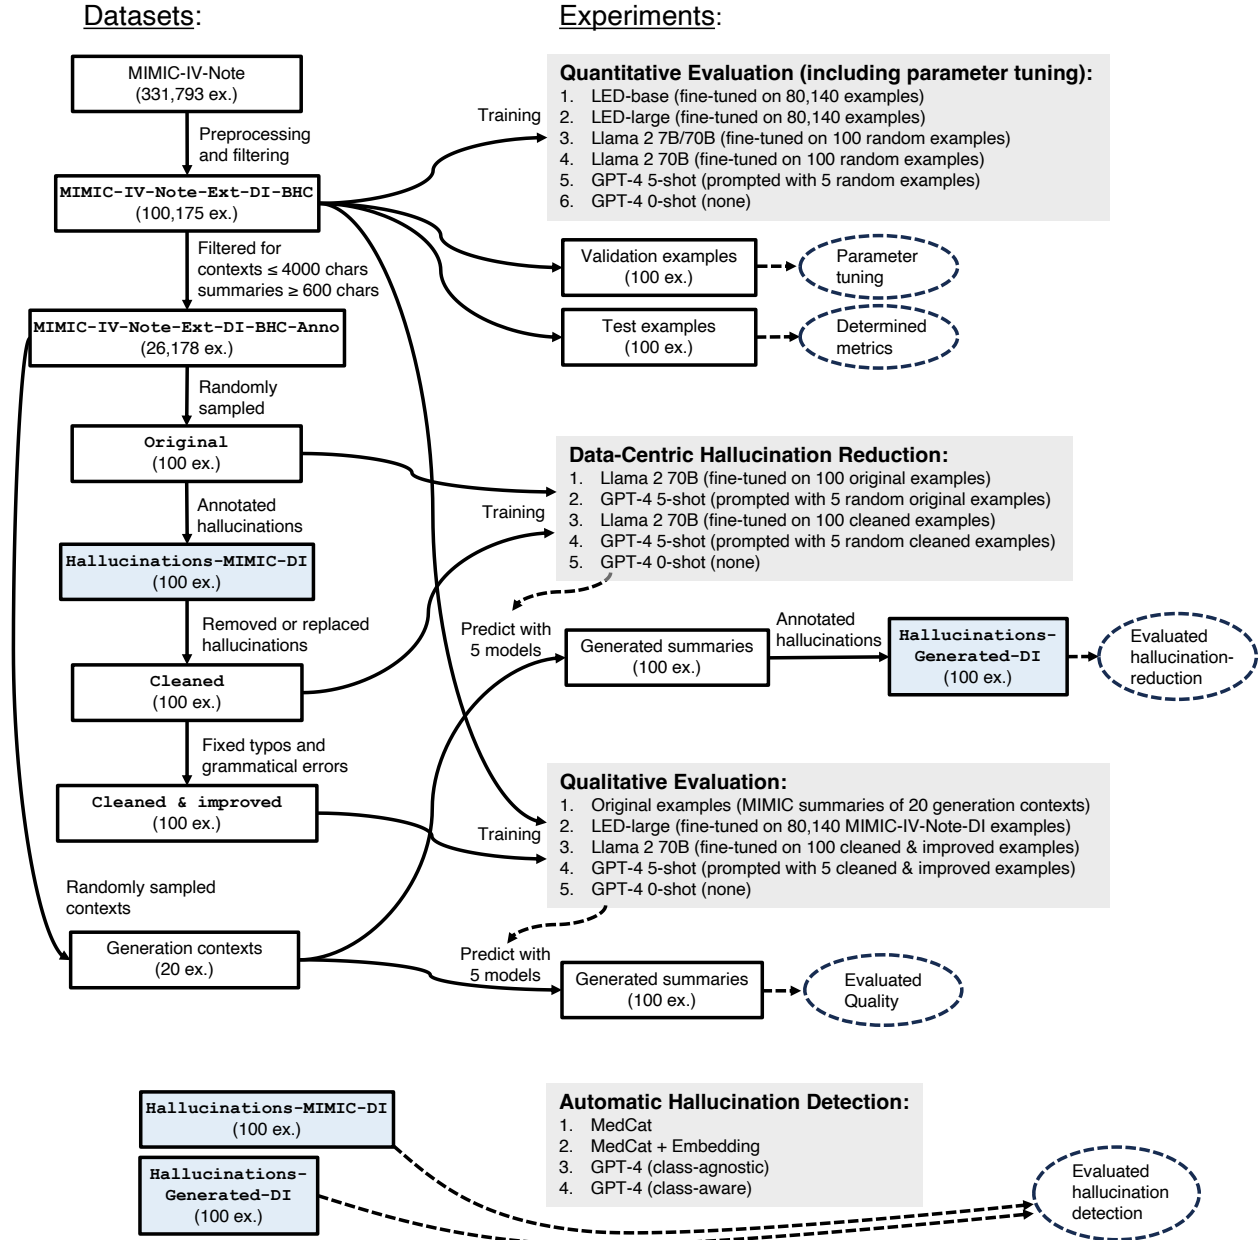 Datasets:
MIMIC-IV-Note
(331,793 ex.)
Preprocessing
and filtering
MIMIC-IV-Note-Ext-DI-BHC
(100,175 ex.)
Filtered for
contexts ≤ 4000 chars
summaries ≥ 600 chars
MIMIC-IV-Note-Ext-DI-BHC-Anno
(26,178 ex.)
Randomly
sampled
Original
(100 ex.)
Annotated
hallucinations
Hallucinations-MIMIC-DI
(100 ex.)
Removed or replaced
hallucinations
Cleaned
(100 ex.)
Fixed typos and
grammatical errors
Cleaned & improved
(100 ex.)
Randomly sampled
contexts
Generation contexts
(20 ex.)
Experiments:
Training
Quantitative Evaluation (including parameter tuning):
1. LED-base (fine-tuned on 80,140 examples)
2. LED-large (fine-tuned on 80,140 examples)
3. Llama 2 7B/70B (fine-tuned on 100 random examples)
4. Llama 2 70B (fine-tuned on 100 random examples)
5. GPT-4 5-shot (prompted with 5 random examples)
6. GPT-4 0-shot (none)
Validation examples
(100 ex.)
Parameter
tuning
Test examples
(100 ex.)
Determined
metrics
Training
Data-Centric Hallucination Reduction:
1. Llama 2 70B (fine-tuned on 100 original examples)
2. GPT-4 5-shot (prompted with 5 random original examples)
3. Llama 2 70B (fine-tuned on 100 cleaned examples)
4. GPT-4 5-shot (prompted with 5 random cleaned examples)
5. GPT-4 0-shot (none)
Predict with
5 models
Generated summaries
(100 ex.)
Annotated
hallucinations
Hallucinations-
Generated-DI
(100 ex.)
Evaluated
hallucination-
reduction
Training
Qualitative Evaluation:
1. Original examples (MIMIC summaries of 20 generation contexts)
2. LED-large (fine-tuned on 80,140 MIMIC-IV-Note-DI examples)
3. Llama 2 70B (fine-tuned on 100 cleaned & improved examples)
4. GPT-4 5-shot (prompted with 5 cleaned & improved examples)
5. GPT-4 0-shot (none)
Predict with
5 models
Generated summaries
(100 ex.)
Evaluated
Quality
Hallucinations-MIMIC-DI
(100 ex.)
Hallucinations-
Generated-DI
(100 ex.)
Automatic Hallucination Detection:
1. MedCat
2. MedCat + Embedding
3. GPT-4 (class-agnostic)
4. GPT-4 (class-aware)
Evaluated
hallucination
detection